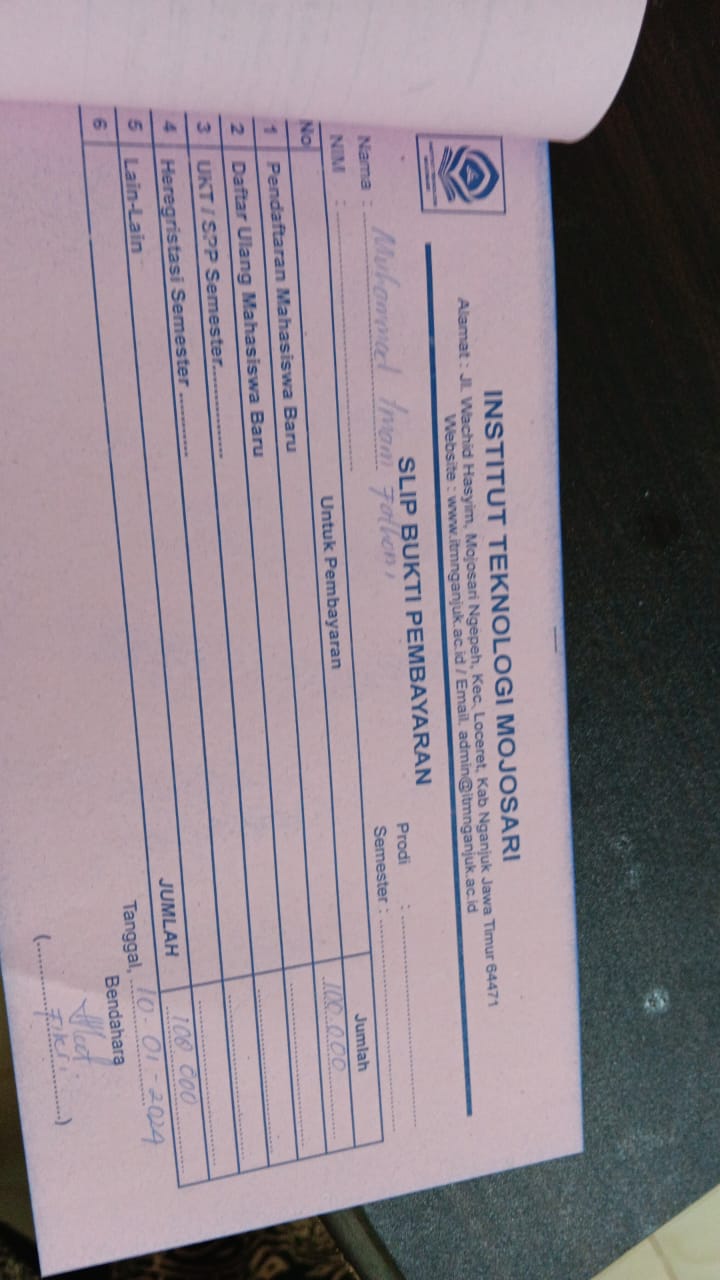 INSTITUT TEKNOLOGI MOJOSARI
Alamat : Jl. Wachid Hasyim, Mojosari Ngepeh, Kec. Loceret, Kab Nganjuk Jawa Timur 64471
Website : www.itmnganjuk.ac.id / Email. admin@itmnganjuk.ac.id
SLIP BUKTI PEMBAYARAN
Nama : Muhammad Imam Prodi :
NIM : Semester :
No Untuk Pembayaran Jumlah
1 Pendaftaran Mahasiswa Baru 100.000
2 Daftar Ulang Mahasiswa Baru
3 UKT / SPP Semester..............
4 Heregristasi Semester ...........
5 Lain-Lain
6
JUMLAH 100 000
Tanggal, 10-01-2024
Bendahara
(Fikri)